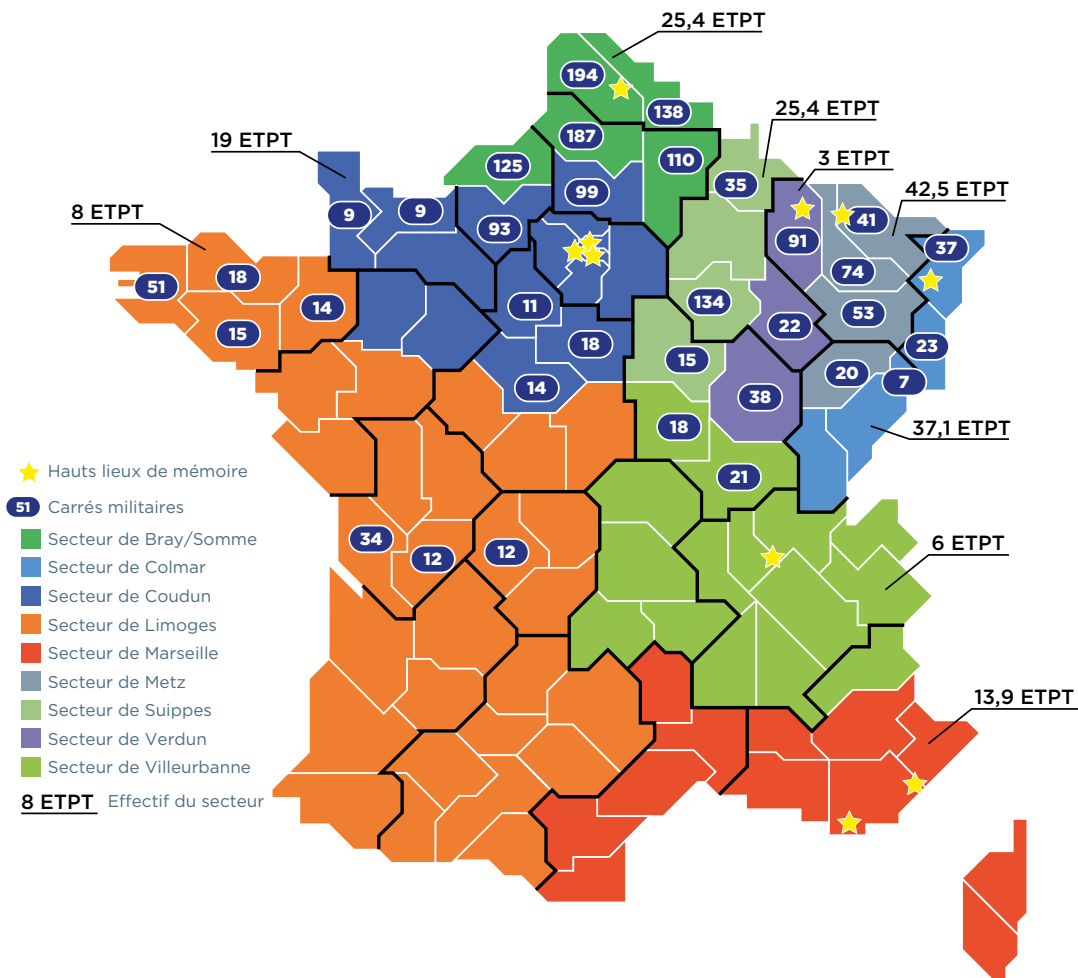 25,4 ETPT
194
138
25,4 ETPT
187
110
19 ETPT
125
3 ETPT
99
35
42,5 ETPT
9
9
93
91
41
8 ETPT
37
18
74
51
14
11
134
53
15
22
18
23
15
20
7
14
38
18
37,1 ETPT
21
Hauts lieux de mémoire
51 Carrés militaires
Secteur de Bray/Somme
Secteur de Colmar
Secteur de Coudun
Secteur de Limoges
Secteur de Marseille
Secteur de Metz
Secteur de Suippes
Secteur de Verdun
Secteur de Villeurbanne
8 ETPT Effectif du secteur
34
12
12
6 ETPT
13,9 ETPT